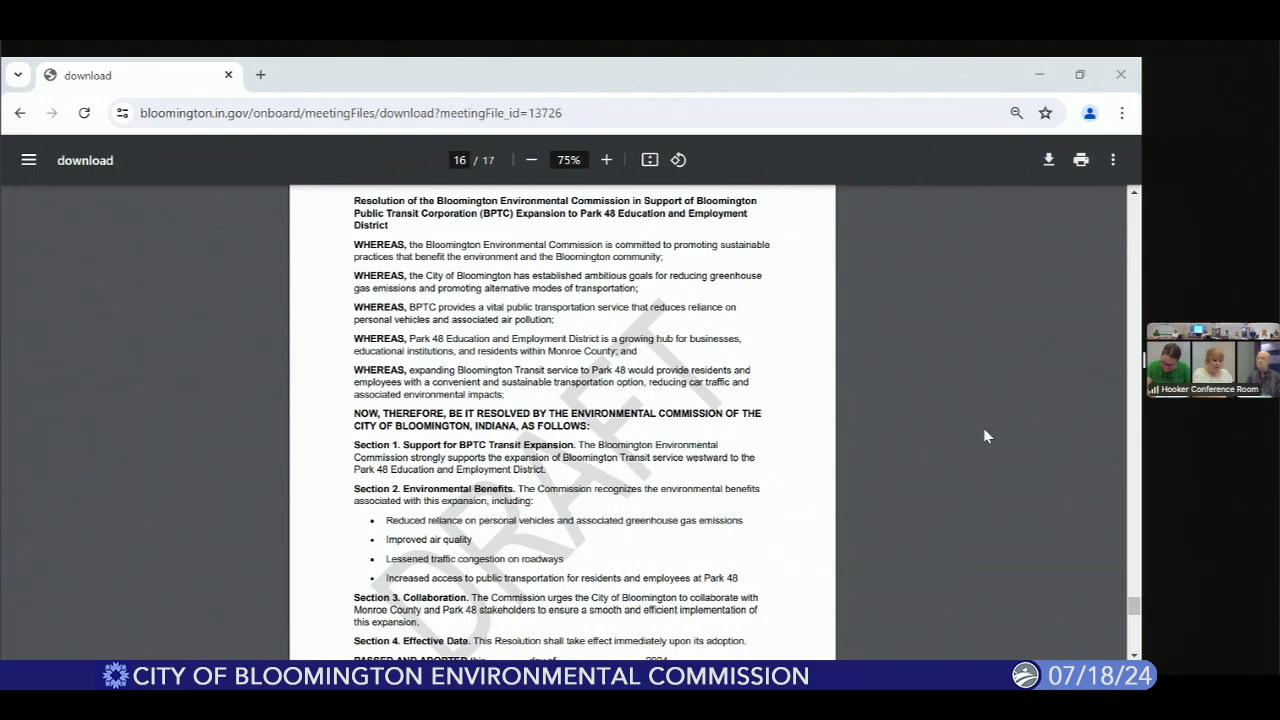 download
bloomington.in.gov/onboard/meetingFiles/download?meetingFile_id=13726
download
16 / 17
75%
Resolution of the Bloomington Environmental Commission in Support of Bloomington
Public Transit Corporation (BPTC) Expansion to Park 48 Education and Employment
District
WHEREAS, the Bloomington Environmental Commission is committed to promoting sustainable
practices that benefit the environment and the Bloomington community;
WHEREAS, the City of Bloomington has established ambitious goals for reducing greenhouse
gas emissions and promoting alternative modes of transportation;
WHEREAS, BPTC provides a vital public transportation service that reduces reliance on
personal vehicles and associated air pollution;
WHEREAS, Park 48 Education and Employment District is a growing hub for businesses,
educational institutions, and residents within Monroe County; and
WHEREAS, expanding Bloomington Transit service to Park 48 would provide residents and
employees with a convenient and sustainable transportation option, reducing car traffic and
associated environmental impacts;
NOW, THEREFORE, BE IT RESOLVED BY THE ENVIRONMENTAL COMMISSION OF THE
CITY OF BLOOMINGTON, INDIANA, AS FOLLOWS:
Section 1. Support for BPTC Transit Expansion. The Bloomington Environmental
Commission strongly supports the expansion of Bloomington Transit service westward to the
Park 48 Education and Employment District.
Section 2. Environmental Benefits. The Commission recognizes the environmental benefits
associated with this expansion, including:
• Reduced reliance on personal vehicles and associated greenhouse gas emissions
• Improved air quality
• Lessened traffic congestion on roadways
• Increased access to public transportation for residents and employees at Park 48
Section 3. Collaboration. The Commission urges the City of Bloomington to collaborate with
Monroe County and Park 48 stakeholders to ensure a smooth and efficient implementation of
this expansion.
Section 4. Effective Date. This Resolution shall take effect immediately upon its adoption.
PASSED AND ADOPTED this day of 2024
DRAFT
Hooker Conference Room
CITY OF BLOOMINGTON ENVIRONMENTAL COMMISSION
07/18/24